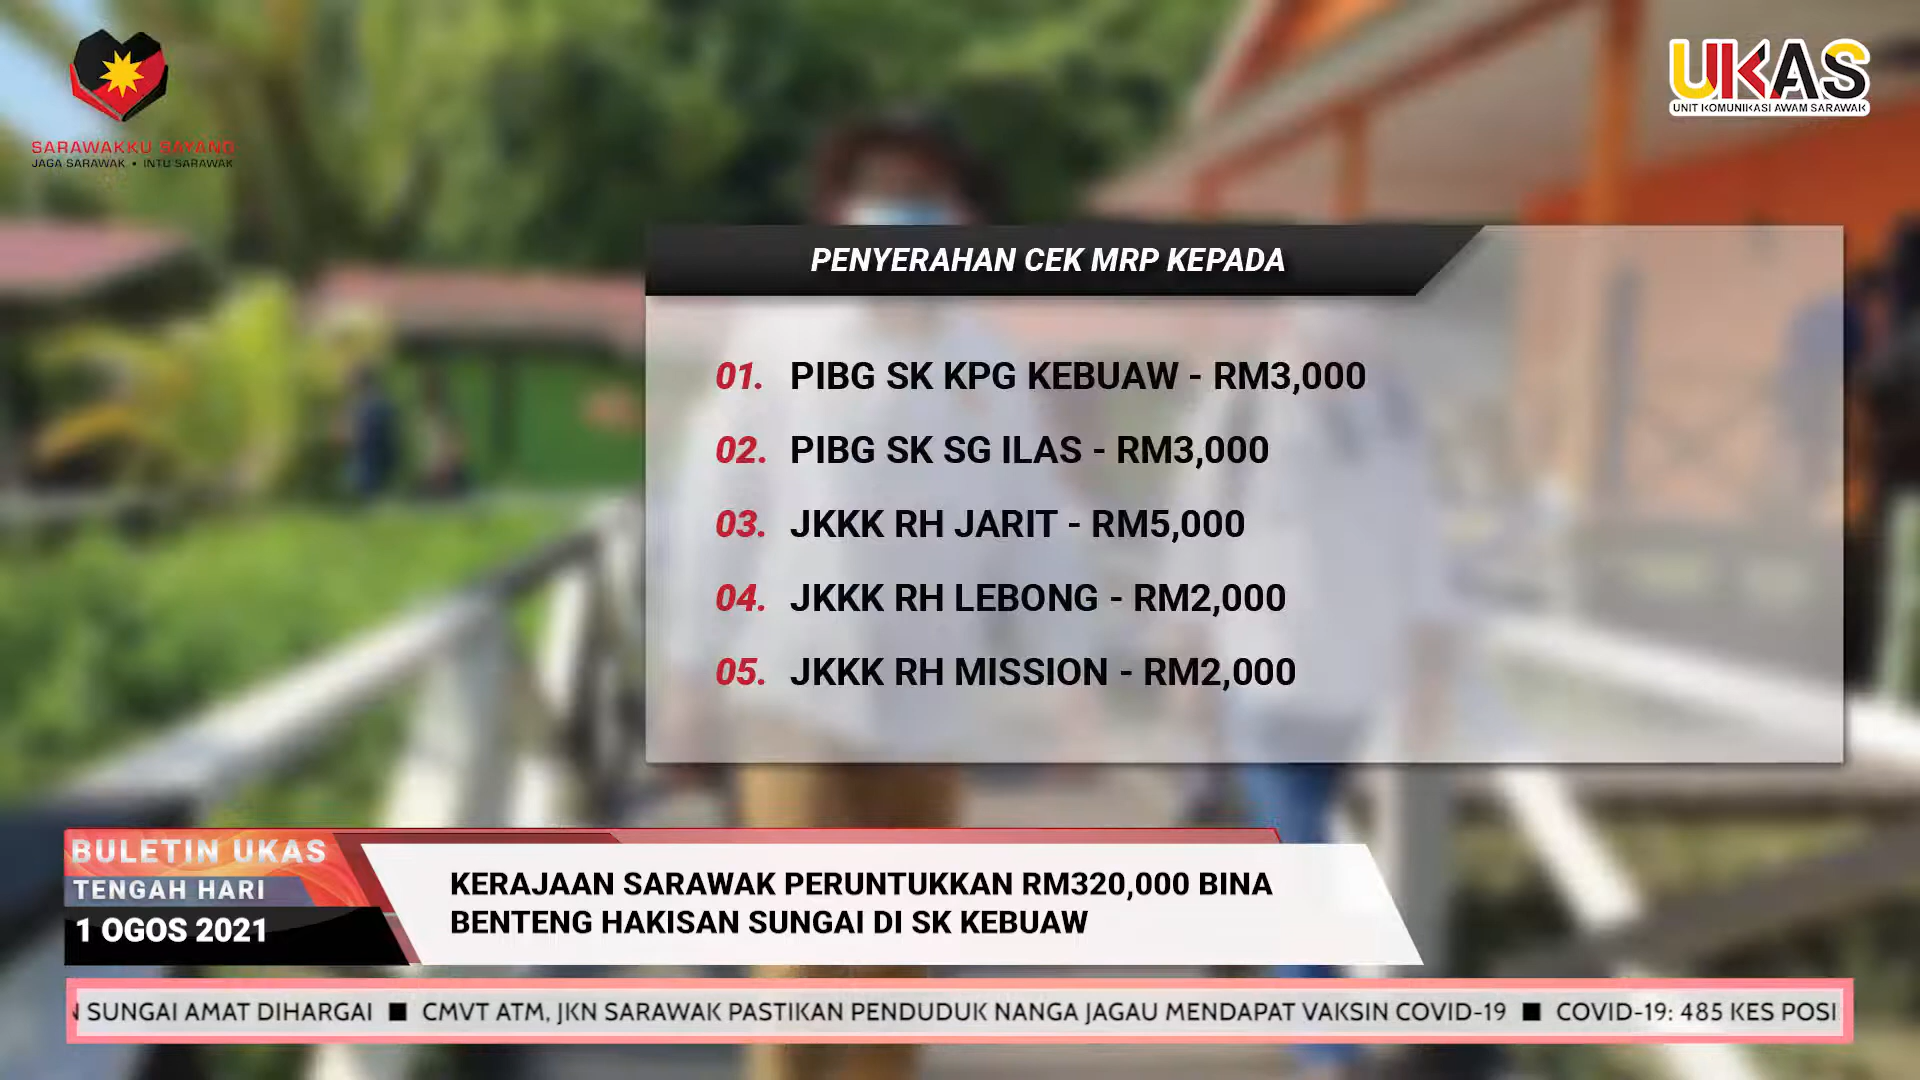 SARAWAKKU SAYANG
JAGA SARAWAK • INTU SARAWAK
UKAS
UNIT KOMUNIKASI AWAM SARAWAK
PENYERAHAN CEK MRP KEPADA
01. PIBG SK KPG KEBUAW - RM3,000
02. PIBG SK SG ILAS - RM3,000
03. JKKK RH JARIT - RM5,000
04. JKKK RH LEBONG - RM2,000
05. JKKK RH MISSION - RM2,000
BULETIN UKAS
TENGAH HARI
1 OGOS 2021
KERAJAAN SARAWAK PERUNTUKKAN RM320,000 BINA
BENTENG HAKISAN SUNGAI DI SK KEBUAW
SUNGAI AMAT DIHARGAI ■ CMVT ATM, JKN SARAWAK PASTIKAN PENDUDUK NANGA JAGAU MENDAPAT VAKSIN COVID-19 ■ COVID-19: 485 KES POSI